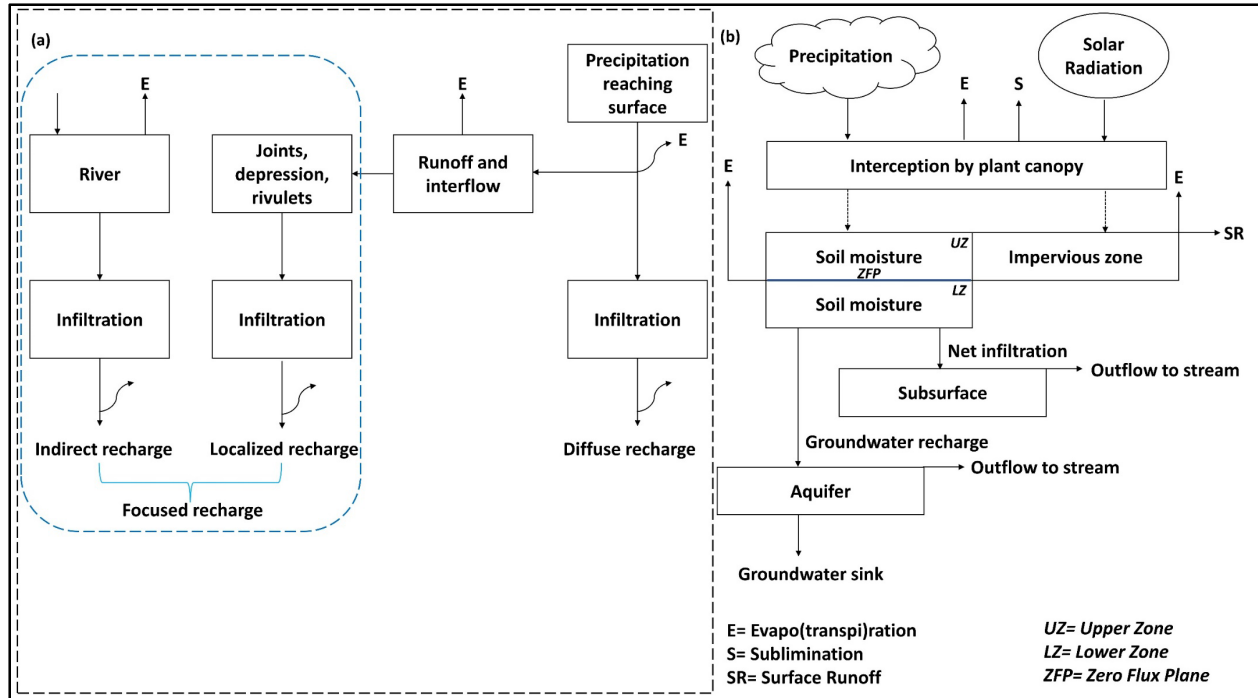 (a)
Precipitation
reaching
surface
E
E
E
River
Joints,
depression,
rivulets
Runoff and
interflow
Infiltration
Infiltration
Infiltration
Indirect recharge
Localized recharge
Diffuse recharge
Focused recharge
(b)
Precipitation
Solar
Radiation
E
S
Interception by plant canopy
E
E
SR
Soil moisture
UZ
Impervious zone
ZFP
Soil moisture
LZ
Net infiltration
Subsurface
Outflow to stream
Groundwater recharge
Aquifer
Outflow to stream
Groundwater sink
E= Evapo(transpi)ration
S= Sublimination
SR= Surface Runoff
UZ= Upper Zone
LZ= Lower Zone
ZFP= Zero Flux Plane